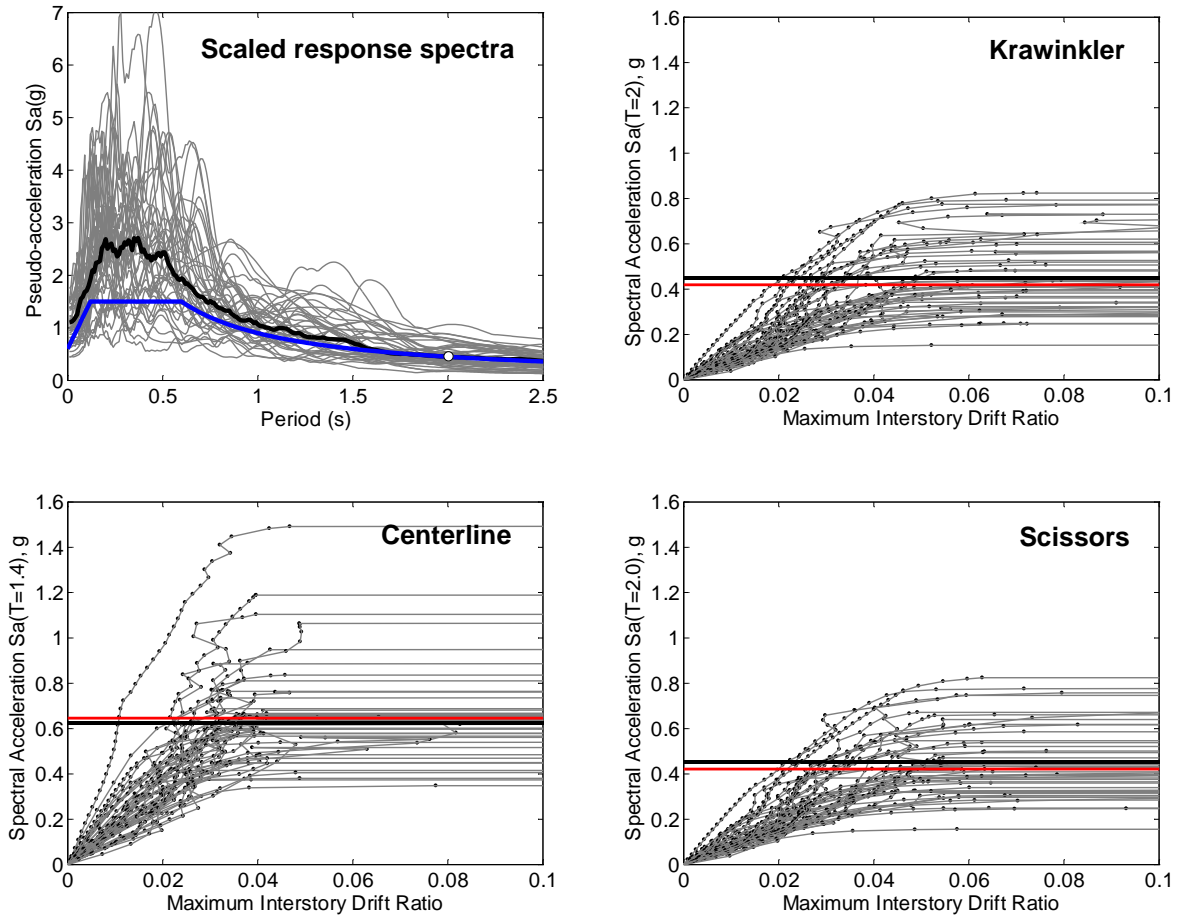 Scaled response spectra
Pseudo-acceleration Sa(g)
7
6
5
4
3
2
1
0
0 0.5 1 1.5 2 2.5
Period (s)
Krawinkler
Spectral Acceleration Sa(T=2), g
1.6
1.4
1.2
1
0.8
0.6
0.4
0.2
0
0 0.02 0.04 0.06 0.08 0.1
Maximum Interstory Drift Ratio
Centerline
Spectral Acceleration Sa(T=1.4), g
1.6
1.4
1.2
1
0.8
0.6
0.4
0.2
0
0 0.02 0.04 0.06 0.08 0.1
Maximum Interstory Drift Ratio
Scissors
Spectral Acceleration Sa(T=2.0), g
1.6
1.4
1.2
1
0.8
0.6
0.4
0.2
0
0 0.02 0.04 0.06 0.08 0.1
Maximum Interstory Drift Ratio